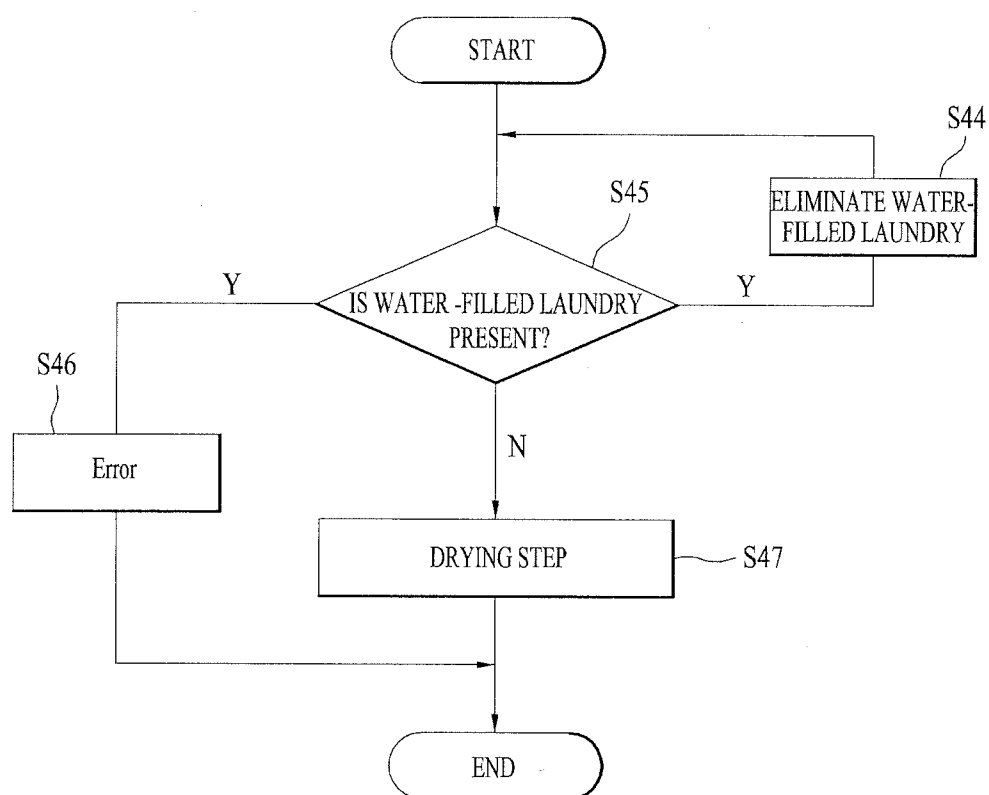 START
S44
ELIMINATE WATER-
FILLED LAUNDRY
S45
Y
IS WATER -FILLED LAUNDRY
PRESENT?
Y
S46
Error
N
DRYING STEP
S47
END